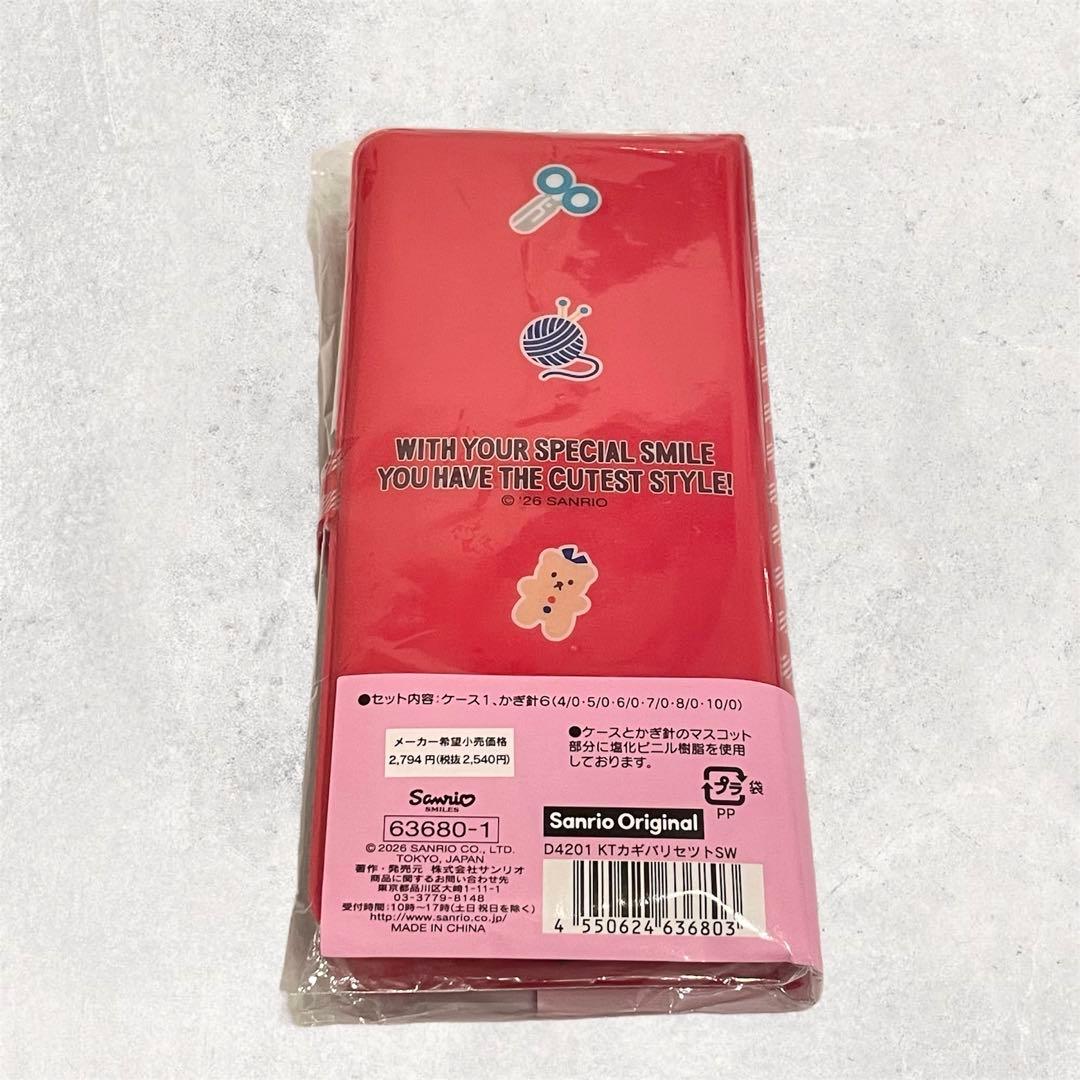 WITH YOUR SPECIAL SMILE
YOU HAVE THE CUTEST STYLE!
© '26 SANRIO
●セット内容:ケース1、かぎ針6(4/0・5/0・6/0・7/0・8/0・10/0)
メーカー希望小売価格
2,794円(税抜2,540円)
●ケースとかぎ針のマスコット
部分に塩化ビニル樹脂を使用
しております。
プラ 袋
PP
Sanrio
SMILES
63680-1
© 2026 SANRIO CO., LTD.
TOKYO, JAPAN
著作・発売元 株式会社サンリオ
商品に関するお問い合わせ先
東京都品川区大崎1-11-1
03-3779-8148
受付時間:10時〜17時(土日祝日を除く)
http://www.sanrio.co.jp/
MADE IN CHINA
Sanrio Original
D4201 KTカギバリセットSW
4 550624 636803